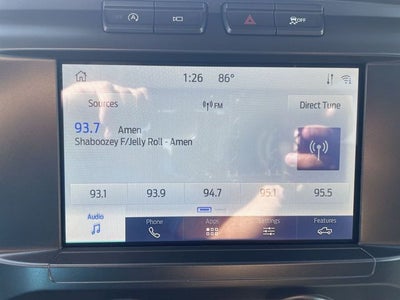 OFF
1:26 86°
Sources FM Direct Tune
93.7 Amen
Shaboozey F/Jelly Roll - Amen
93.1 93.9 94.7 95.1 95.5
Audio Phone Apps Settings Features